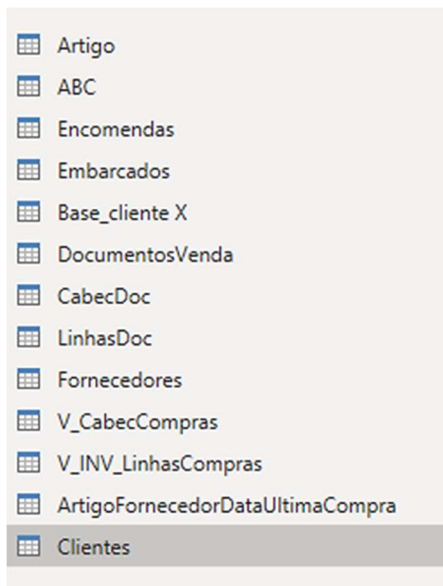 Artigo
ABC
Encomendas
Embarcados
Base_cliente X
DocumentosVenda
CabecDoc
LinhasDoc
Fornecedores
V_CabecCompras
V_INV_LinhasCompras
ArtigoFornecedorDataUltimaCompra
Clientes